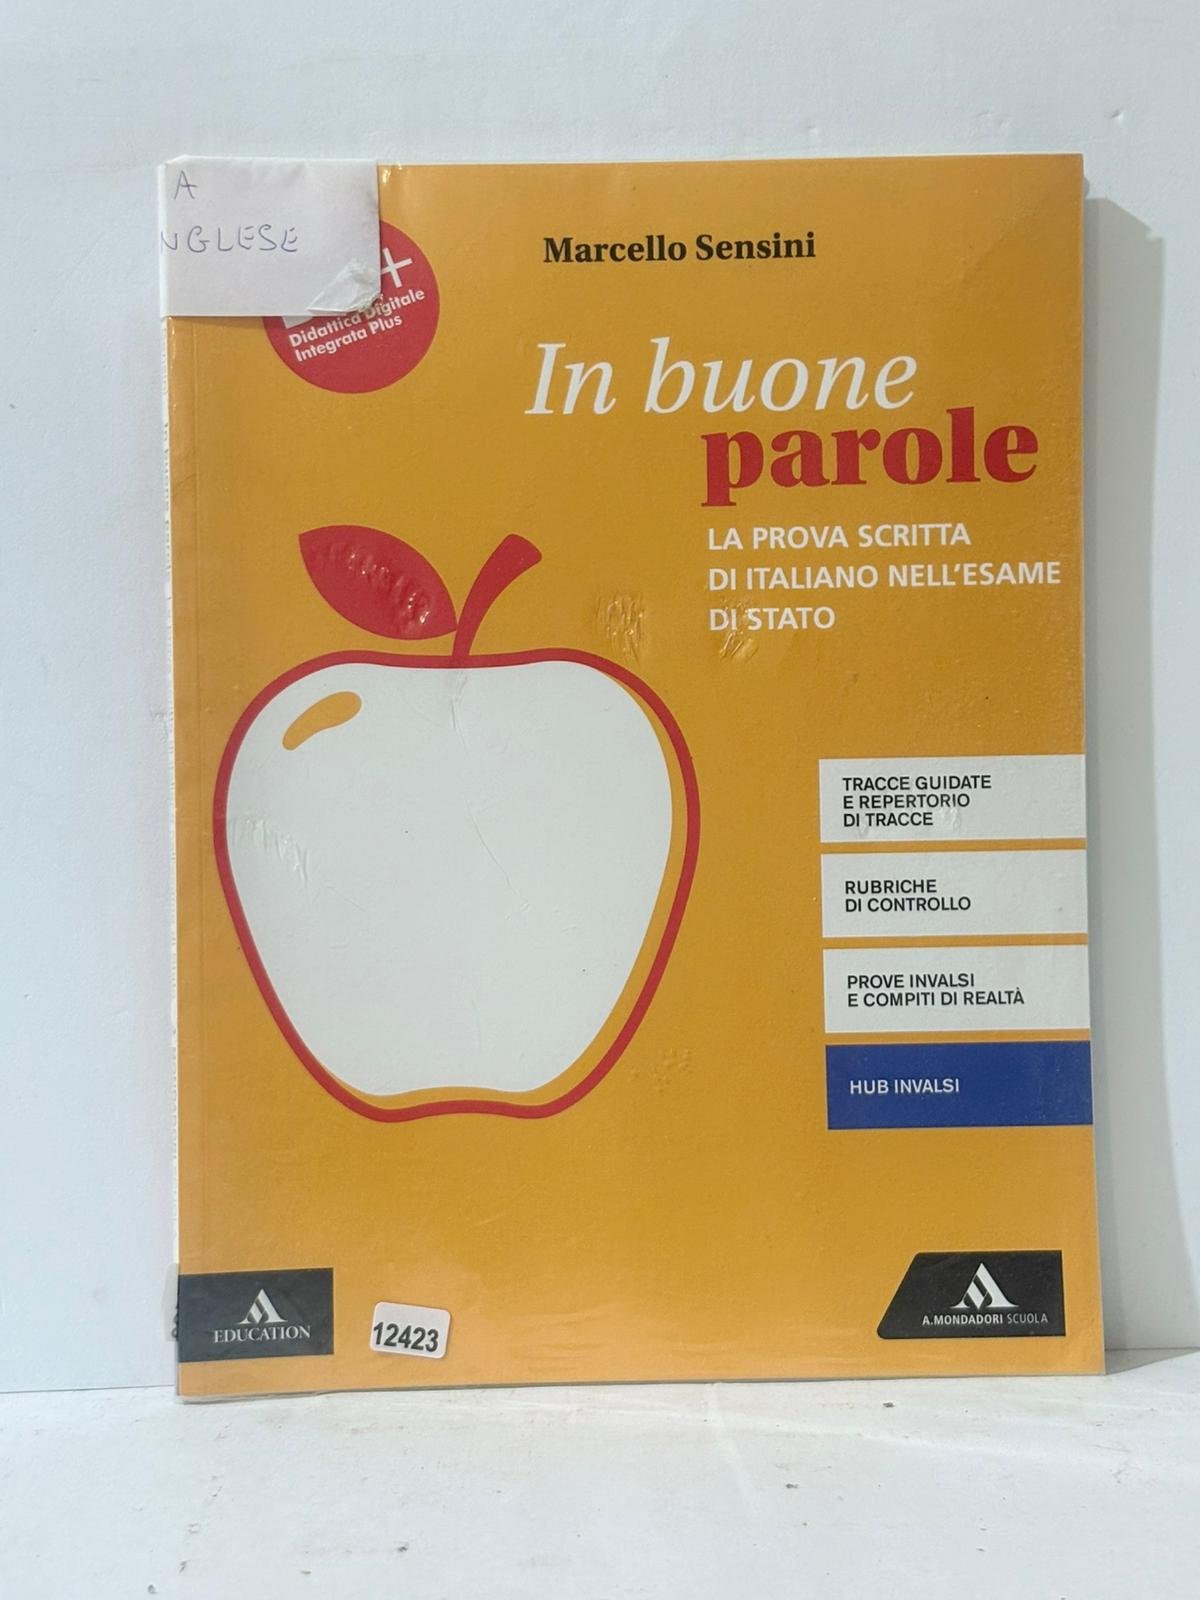 A
NGLESE
Didattica Digitale
Integrata Plus
Marcello Sensini
In buone
parole
LA PROVA SCRITTA
DI ITALIANO NELL'ESAME
DI STATO
TRACCE GUIDATE
E REPERTORIO
DI TRACCE
RUBRICHE
DI CONTROLLO
PROVE INVALSI
E COMPITI DI REALTÀ
HUB INVALSI
EDUCATION
12423
A.MONDADORI SCUOLA